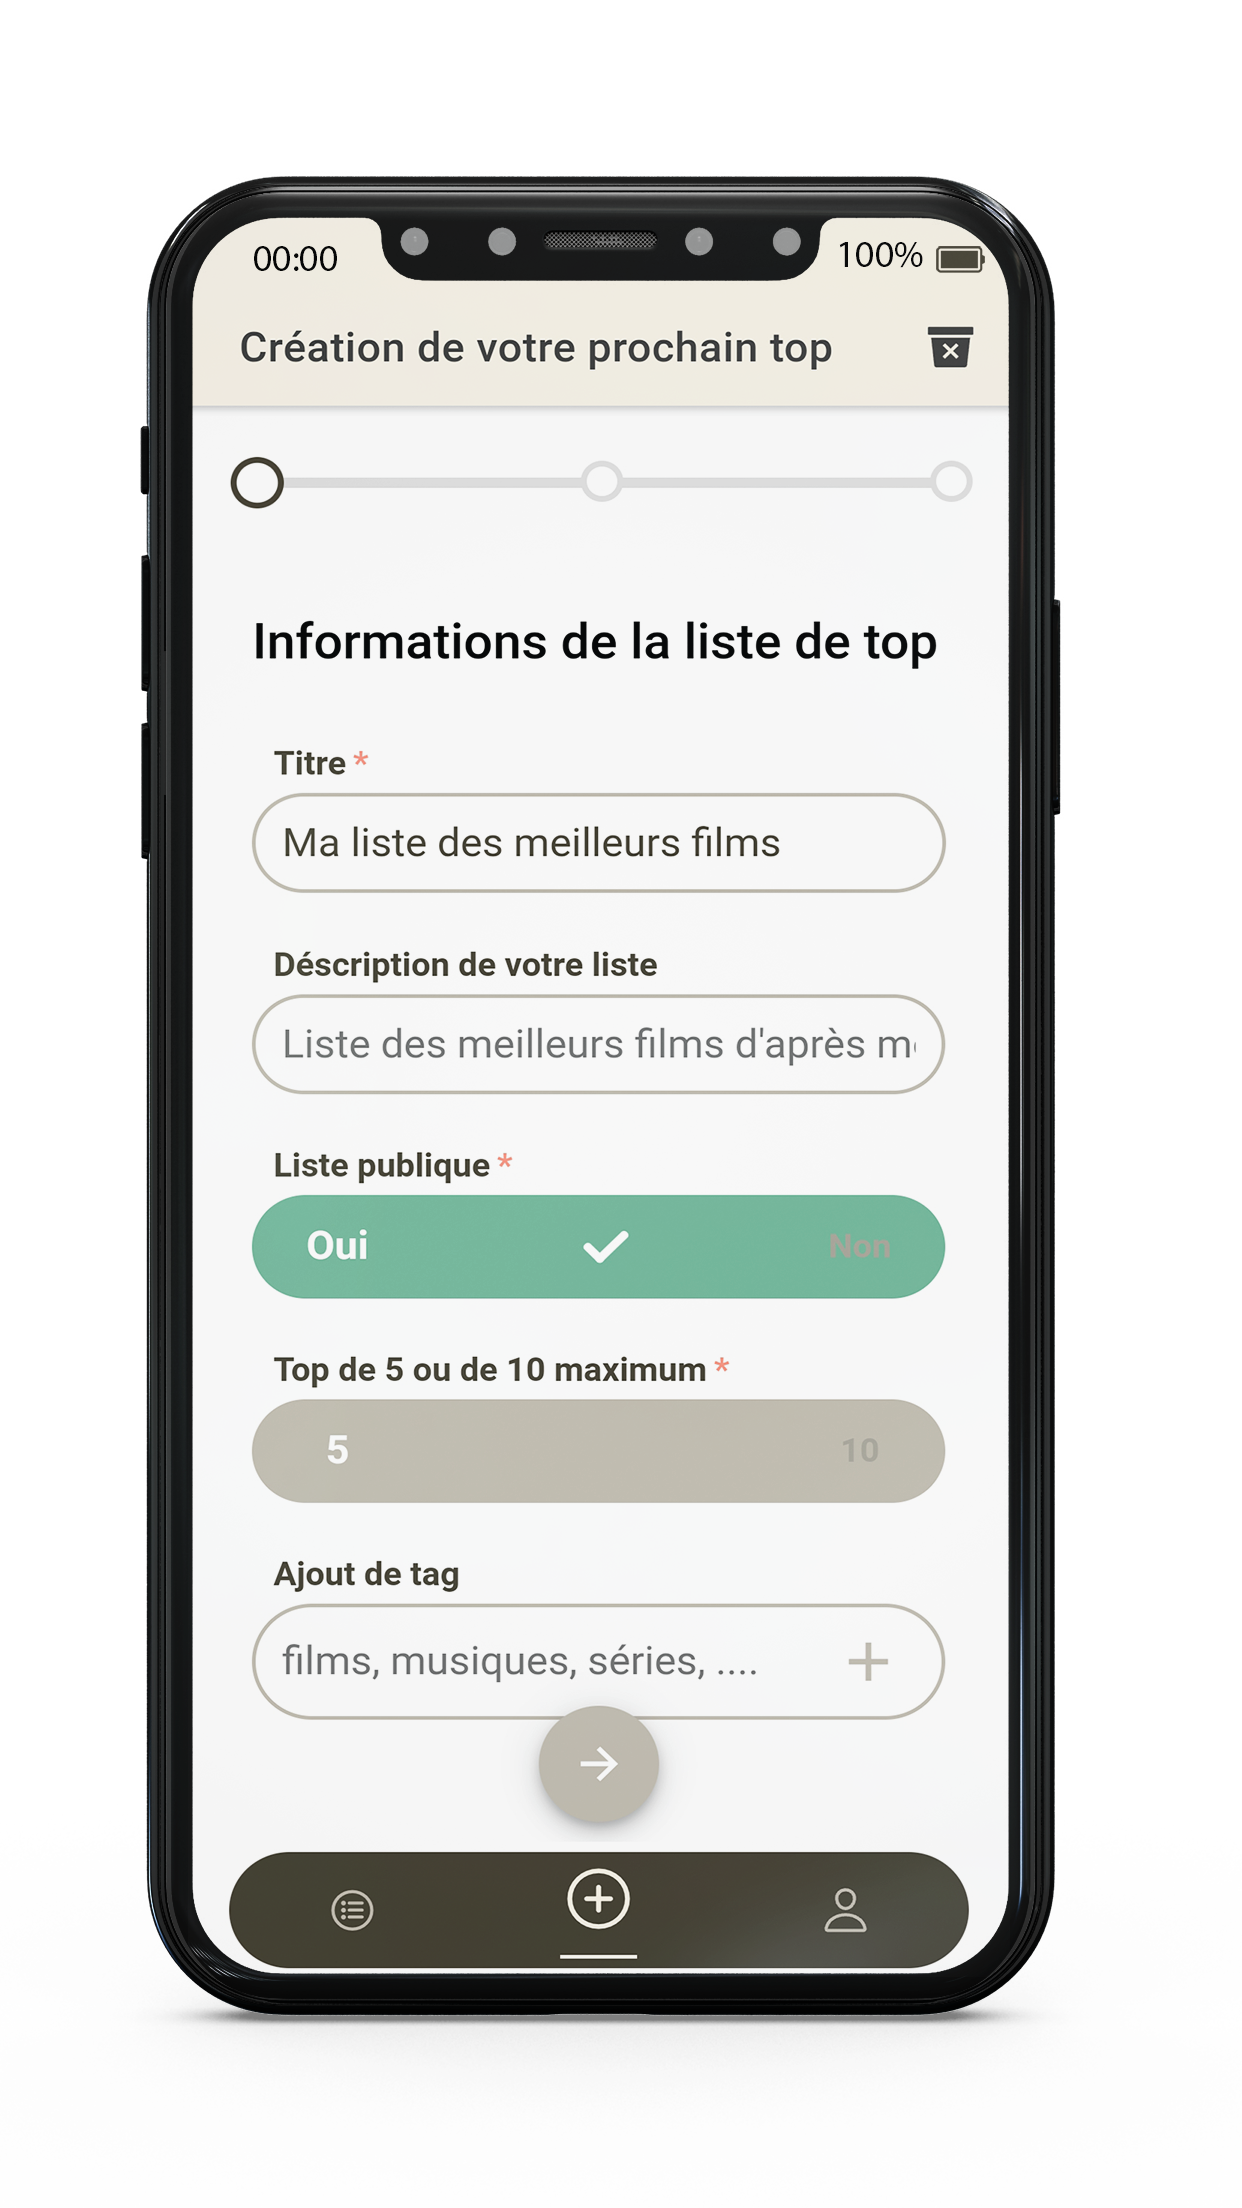 00:00
100%
Création de votre prochain top
Informations de la liste de top
Titre *
Ma liste des meilleurs films
Déscription de votre liste
Liste des meilleurs films d'après
Liste publique *
Oui Non
Top de 5 ou de 10 maximum *
5 10
Ajout de tag
films, musiques, séries, ....